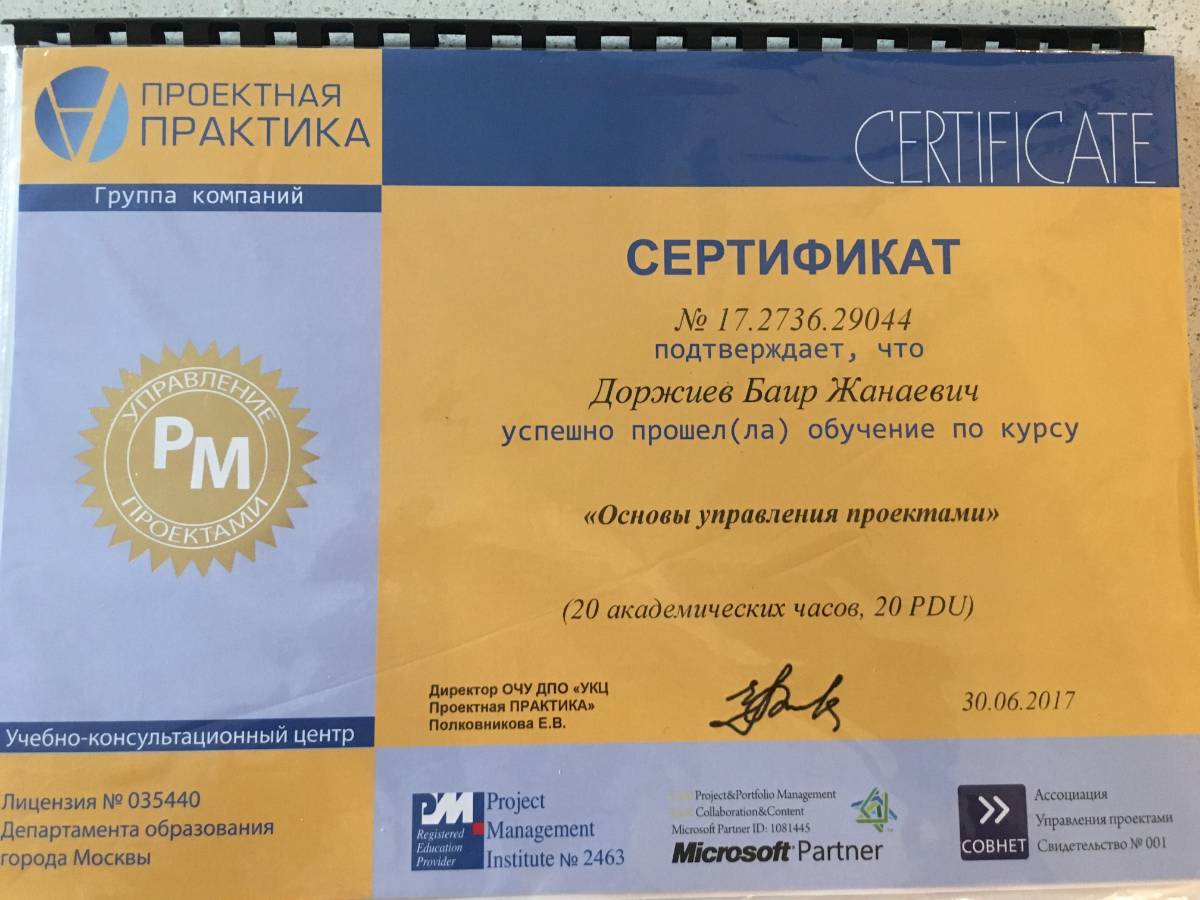 ПРОЕКТНАЯ
ПРАКТИКА
Группа компаний
CERTIFICATE
СЕРТИФИКАТ
№ 17.2736.29044
подтверждает, что
Доржиев Баир Жанаевич
успешно прошел(ла) обучение по курсу
«Основы управления проектами»
(20 академических часов, 20 PDU)
УПРАВЛЕНИЕ
PM
ПРОЕКТАМИ
Директор ОЧУ ДПО «УКЦ
Проектная ПРАКТИКА»
Полковникова Е.В.
30.06.2017
Учебно-консультационный центр
Лицензия № 035440
Департамента образования
города Москвы
PM
Registered
Education
Provider
Project
Management
Institute № 2463
Project&Portfolio Management
Collaboration&Content
Microsoft Partner ID: 1081445
Microsoft Partner
СОВНЕТ
Ассоциация
Управления проектами
Свидетельство № 001